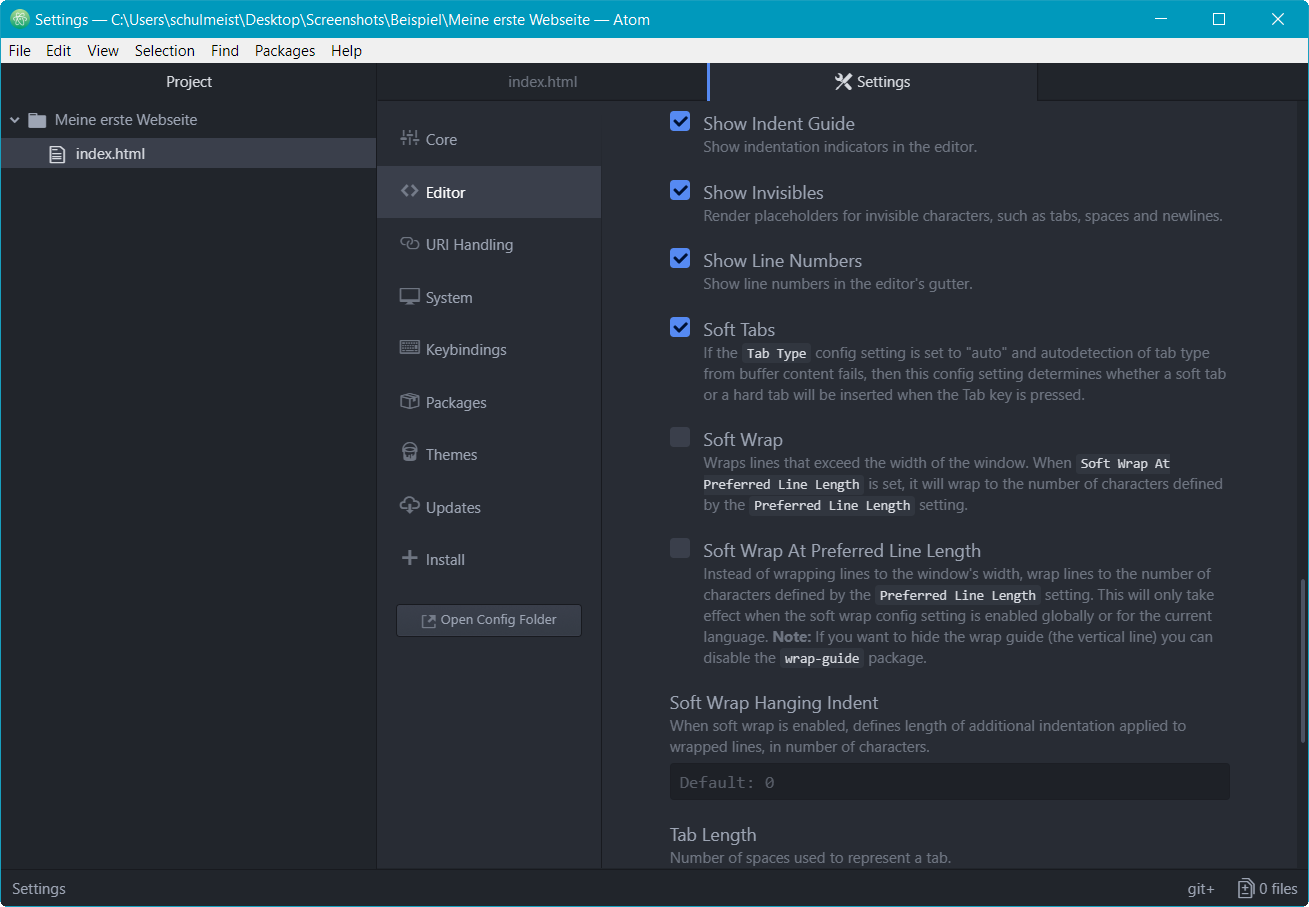 Settings — C:\Users\schulmeist\Desktop\Screenshots\Beispiel\Meine erste Webseite — Atom
File Edit View Selection Find Packages Help
Project
Meine erste Webseite
index.html
index.html
Settings
Core
Editor
URI Handling
System
Keybindings
Packages
Themes
Updates
Install
Open Config Folder
Show Indent Guide
Show indentation indicators in the editor.
Show Invisibles
Render placeholders for invisible characters, such as tabs, spaces and newlines.
Show Line Numbers
Show line numbers in the editor's gutter.
Soft Tabs
If the Tab Type config setting is set to "auto" and autodetection of tab type
from buffer content fails, then this config setting determines whether a soft tab
or a hard tab will be inserted when the Tab key is pressed.
Soft Wrap
Wraps lines that exceed the width of the window. When Soft Wrap At
Preferred Line Length is set, it will wrap to the number of characters defined
by the Preferred Line Length setting.
Soft Wrap At Preferred Line Length
Instead of wrapping lines to the window's width, wrap lines to the number of
characters defined by the Preferred Line Length setting. This will only take
effect when the soft wrap config setting is enabled globally or for the current
language. Note: If you want to hide the wrap guide (the vertical line) you can
disable the wrap-guide package.
Soft Wrap Hanging Indent
When soft wrap is enabled, defines length of additional indentation applied to
wrapped lines, in number of characters.
Default: 0
Tab Length
Number of spaces used to represent a tab.
Settings
git+
0 files